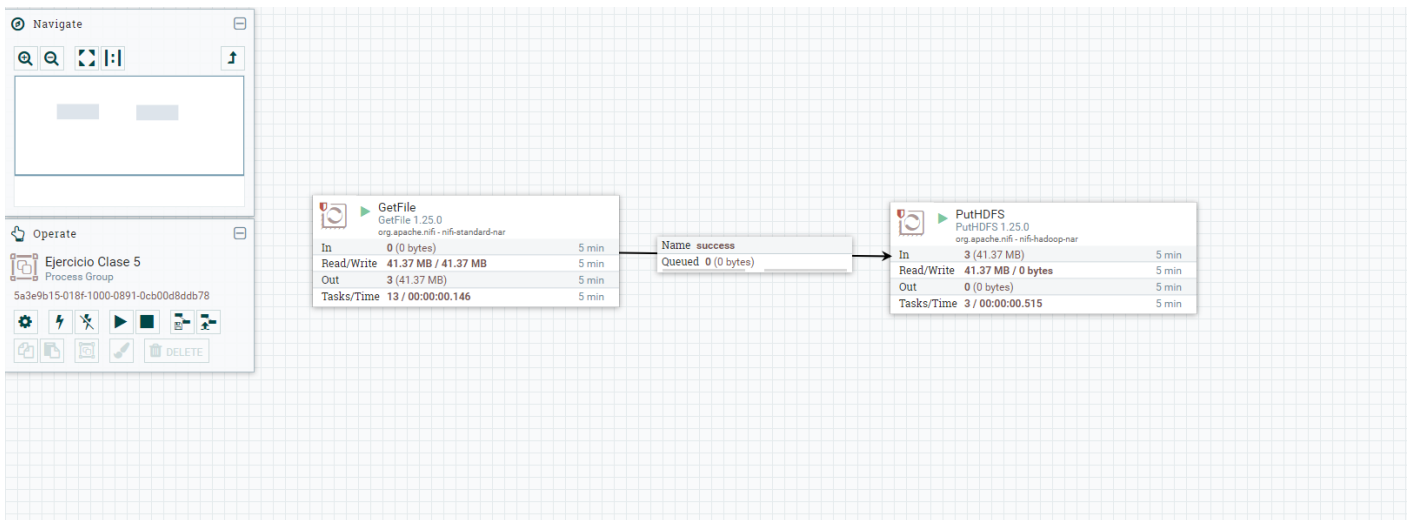 Navigate
Operate
Ejercicio Clase 5
Process Group
5a3e9b15-018f-1000-0891-0cb00d8ddb78
DELETE
GetFile
GetFile 1.25.0
org.apache.nifi - nifi-standard-nar
In 0 (0 bytes) 5 min
Read/Write 41.37 MB / 41.37 MB 5 min
Out 3 (41.37 MB) 5 min
Tasks/Time 13 / 00:00:00.146 5 min
Name success
Queued 0 (0 bytes)
PutHDFS
PutHDFS 1.25.0
org.apache.nifi - nifi-hadoop-nar
In 3 (41.37 MB) 5 min
Read/Write 41.37 MB / 0 bytes 5 min
Out 0 (0 bytes) 5 min
Tasks/Time 3 / 00:00:00.515 5 min